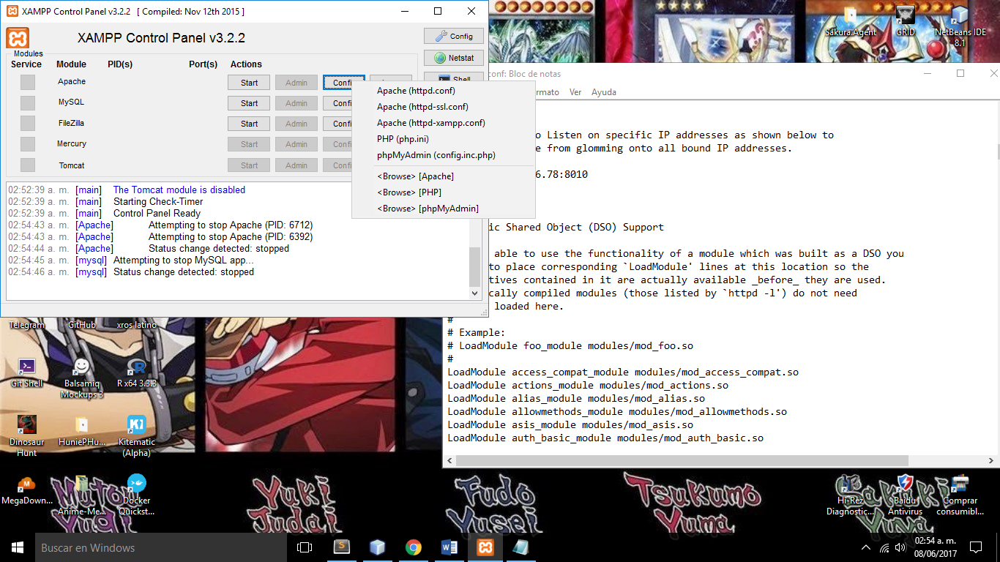 XAMPP Control Panel v3.2.2 [ Compiled: Nov 12th 2015 ]
XAMPP Control Panel v3.2.2
Config
Netstat
Shell
Modules
Service Module PID(s) Port(s) Actions
Apache Start Admin Config
MySQL Start Admin Config
FileZilla Start Admin Config
Mercury Start Admin Config
Tomcat Start Admin Config
Apache (httpd.conf)
Apache (httpd-ssl.conf)
Apache (httpd-xampp.conf)
PHP (php.ini)
phpMyAdmin (config.inc.php)
<Browse> [Apache]
<Browse> [PHP]
<Browse> [phpMyAdmin]
02:52:39 a. m. [main] The Tomcat module is disabled
02:52:39 a. m. [main] Starting Check-Timer
02:52:39 a. m. [main] Control Panel Ready
02:54:43 a. m. [Apache] Attempting to stop Apache (PID: 6712)
02:54:43 a. m. [Apache] Attempting to stop Apache (PID: 6392)
02:54:44 a. m. [Apache] Status change detected: stopped
02:54:45 a. m. [mysql] Attempting to stop MySQL app...
02:54:46 a. m. [mysql] Status change detected: stopped
Sakura.Agent
GRID
NetBeans IDE
8.1
conf: Bloc de notas
rmato Ver Ayuda
o Listen on specific IP addresses as shown below to
e from glomming onto all bound IP addresses.
6.78:8010
ic Shared Object (DSO) Support
able to use the functionality of a module which was built as a DSO you
to place corresponding `LoadModule' lines at this location so the
tives contained in it are actually available _before_ they are used.
cally compiled modules (those listed by `httpd -l') do not need
loaded here.
#
# Example:
# LoadModule foo_module modules/mod_foo.so
#
LoadModule access_compat_module modules/mod_access_compat.so
LoadModule actions_module modules/mod_actions.so
LoadModule alias_module modules/mod_alias.so
LoadModule allowmethods_module modules/mod_allowmethods.so
LoadModule asis_module modules/mod_asis.so
LoadModule auth_basic_module modules/mod_auth_basic.so
Telegram GitHub xros latino
Git Shell
Balsamiq
Mockups 3
R x64 3.3.3
Dinosaur
Hunt
HuniePHu...
Kitematic
(Alpha)
MegaDown...
Anime-Me...
Docker
Quickst...
Mutou
Yugi
Yuki
Judai
Fudo
Yusei
Tsukumo
Yuma
Sakaki
Yuya
Hi-Rez
Diagnostic...
Baidu
Antivirus
Comprar
consumibl...
Buscar en Windows
02:54 a. m.
08/06/2017